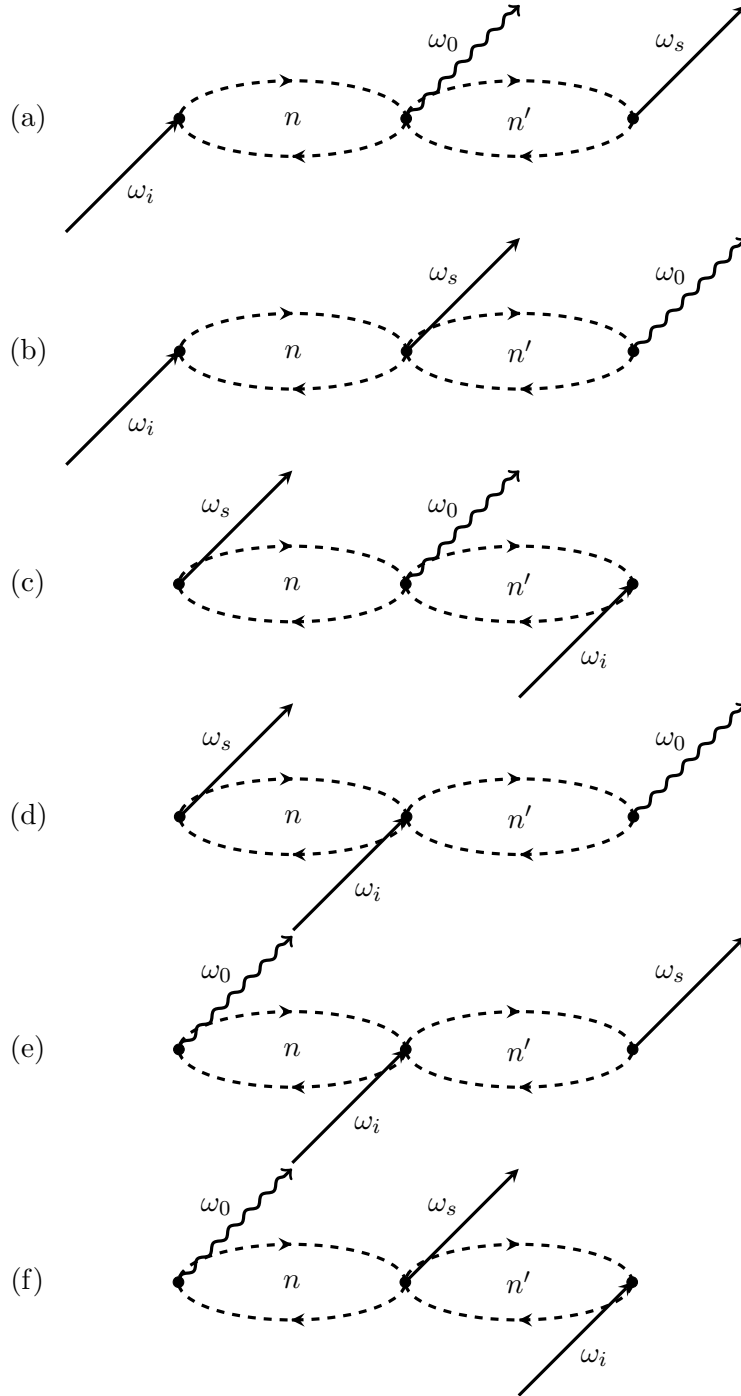 ω₀ ωₛ
(a) n n′
ωᵢ
ωₛ ω₀
(b) n n′
ωᵢ
ωₛ ω₀
(c) n n′
ωᵢ
ωₛ ω₀
(d) n n′
ωᵢ
ω₀ ωₛ
(e) n n′
ωᵢ
ω₀ ωₛ
(f) n n′
ωᵢ